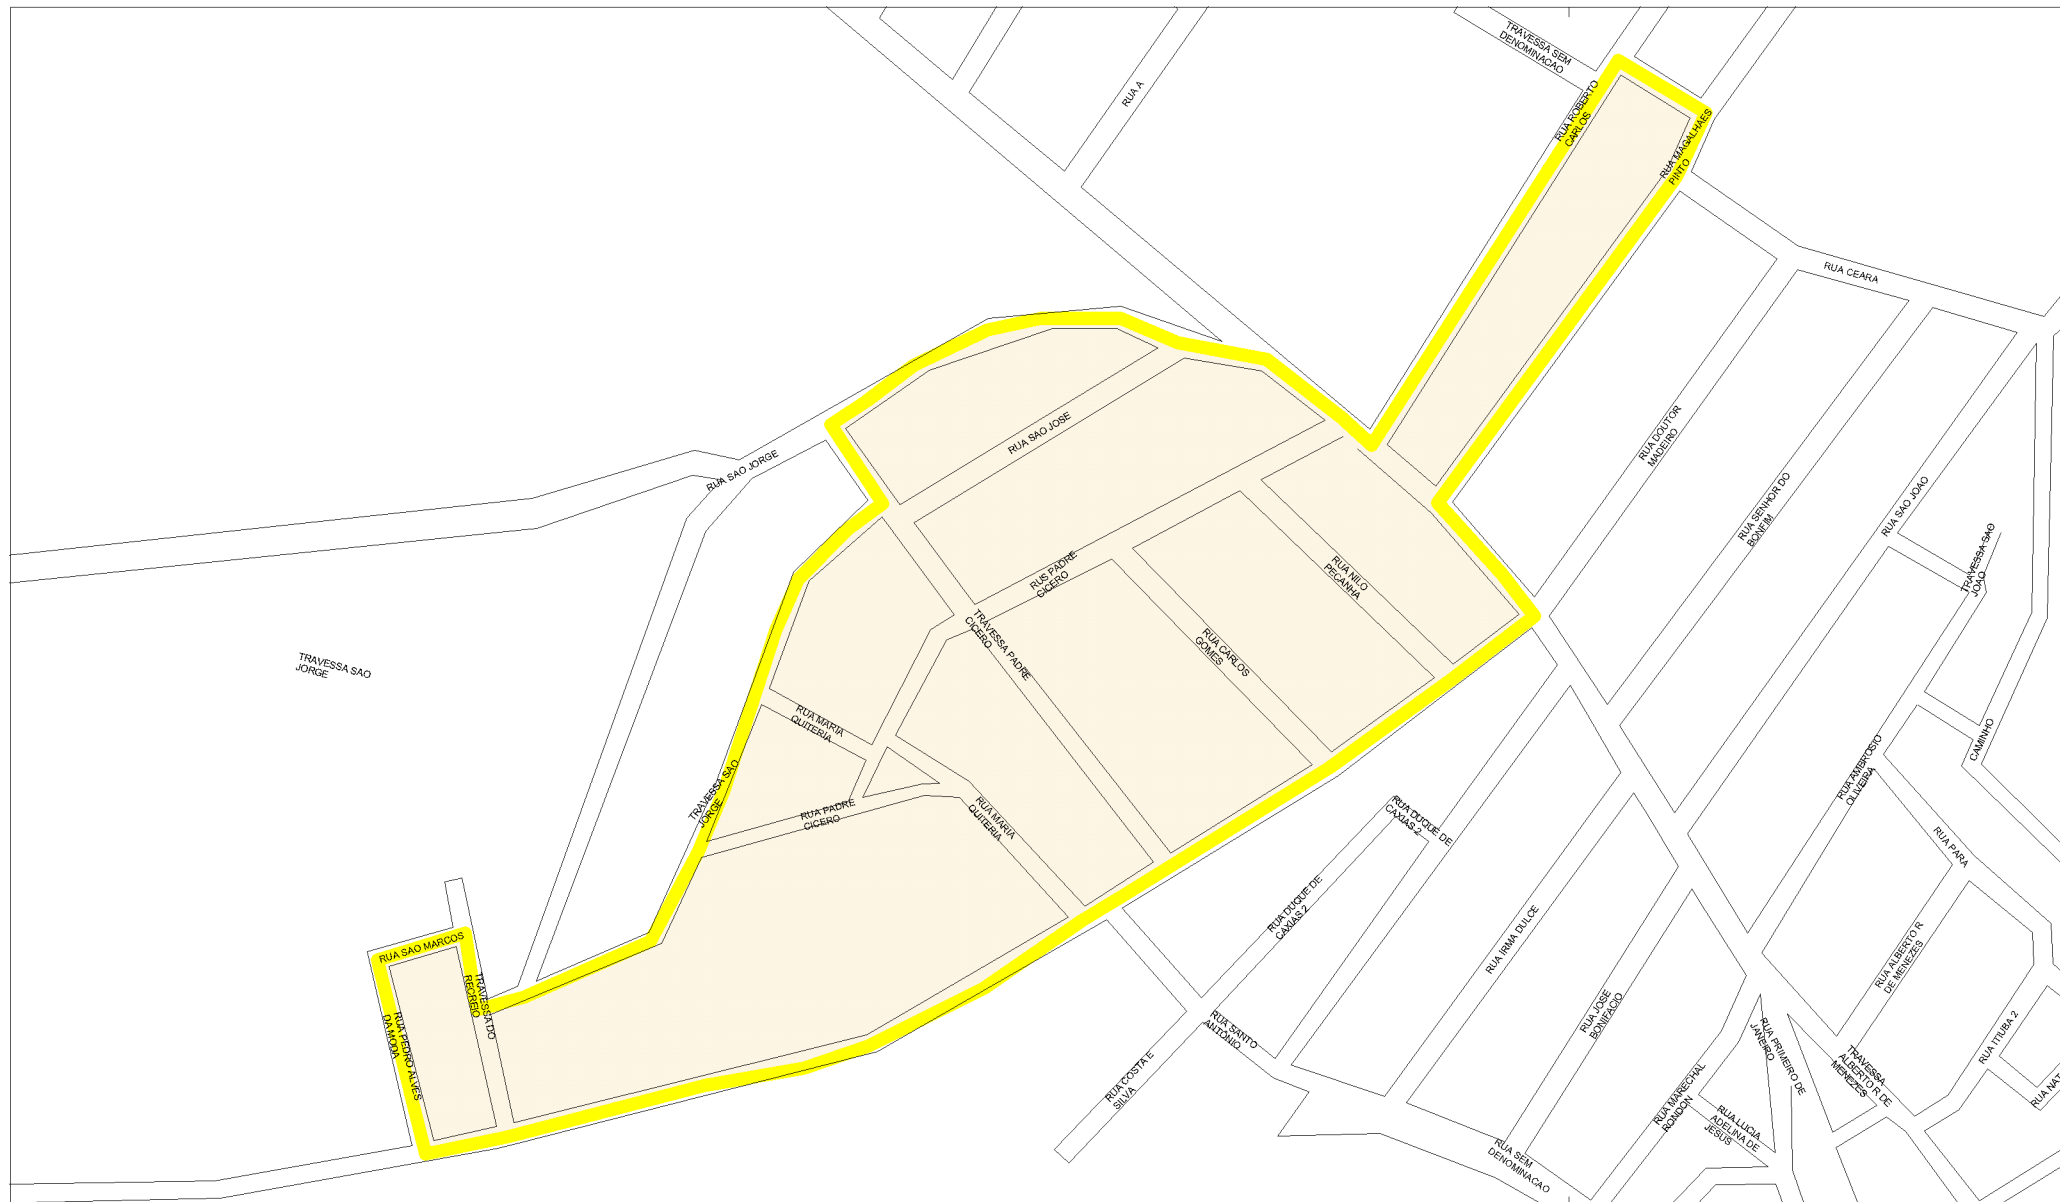 TRAVESSA SEM
DENOMINACAO
RUA A
RUA ROBERTO
CARLOS
RUA MAGALHAES
PINTO
RUA CEARA
RUA SAO JOSE
RUA SAO JORGE
RUA DOUTOR
MADEIRO
RUA SENHOR DO
BONFIM
RUA SAO JOAO
TRAVESSA SAO
JOAO
RUS PADRE
CICERO
RUA NILO
PECANHA
TRAVESSA PADRE
CICERO
RUA CARLOS
GOMES
TRAVESSA SAO
JORGE
RUA MARIA
QUITERIA
TRAVESSA SAO
JORGE
RUA PADRE
CICERO
RUA MARIA
QUITERIA
CAMINHO
RUA AMBROSIO
OLIVEIRA
RUA PARA
RUA DUQUE DE
CAXIAS 2
RUA DUQUE DE
CAXIAS 2
RUA IRMA DULCE
RUA ALBERTO R
DE MENEZES
RUA SAO MARCOS
TRAVESSA DO
RECREIO
RUA PEDRO ALVES
DA MODA
RUA SANTO
ANTONIO
RUA JOSE
BONIFACIO
RUA COSTA E
SILVA
RUA PRIMEIRO DE
JANEIRO
TRAVESSA
ALBERTO R DE
MENEZES
RUA ITIUBA 2
RUA NAT
RUA MARECHAL
RONDON
RUA LUCIA
ADELINA DE
JESUS
RUA SEM
DENOMINACAO